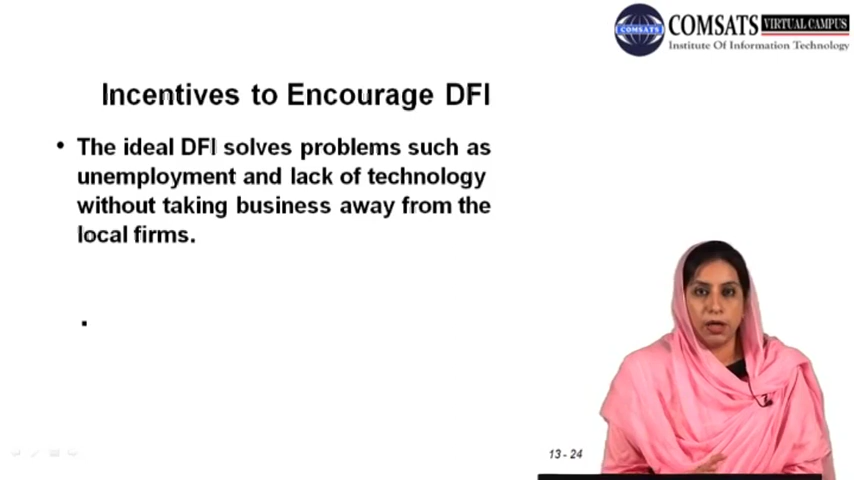 COMSATS VIRTUAL CAMPUS
COMSATS
Institute Of Information Technology
Incentives to Encourage DFI
• The ideal DFI solves problems such as
unemployment and lack of technology
without taking business away from the
local firms.
13 - 24